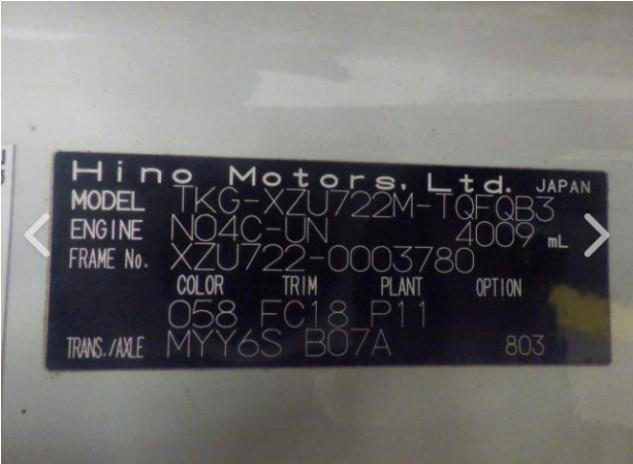 Hino Motors, Ltd. JAPAN
MODEL TKG-XZU722M-TQFQB3
ENGINE N04C-UN 4009 mL
FRAME No. XZU722-0003780
COLOR TRIM PLANT OPTION
058 FC18 P11
TRANS./AXLE MYY6S B07A 803